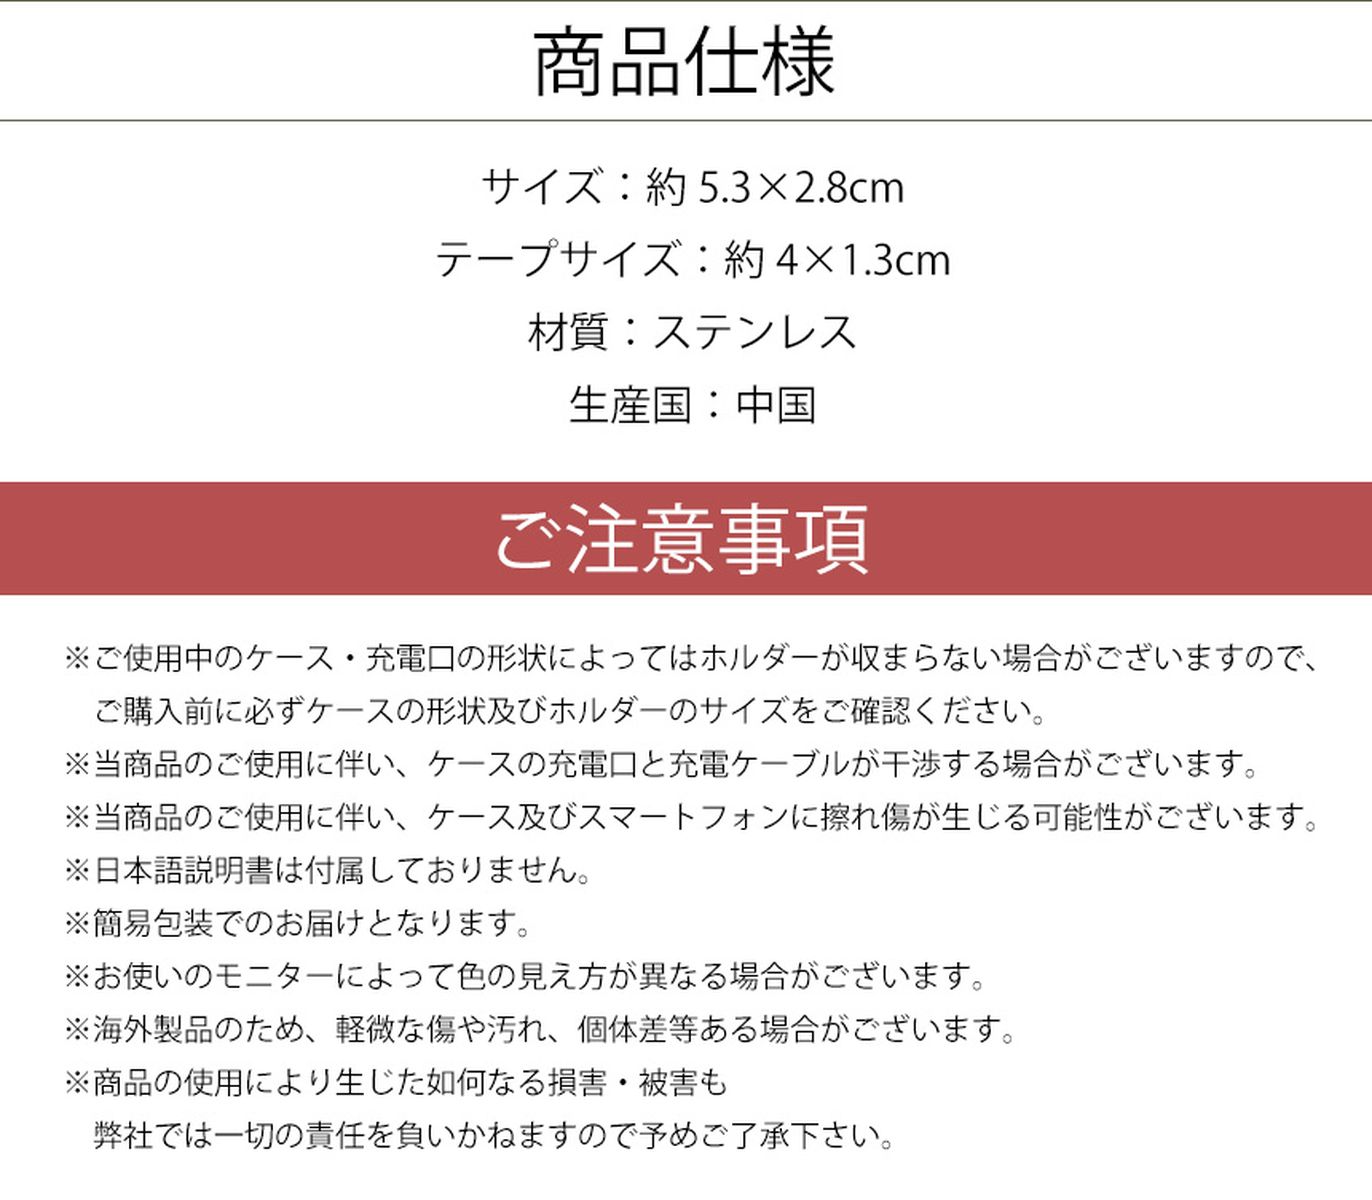 商品仕様
サイズ：約 5.3×2.8cm
テープサイズ：約 4×1.3cm
材質：ステンレス
生産国：中国
ご注意事項
※ご使用中のケース・充電口の形状によってはホルダーが収まらない場合がございますので、
ご購入前に必ずケースの形状及びホルダーのサイズをご確認ください。
※当商品のご使用に伴い、ケースの充電口と充電ケーブルが干渉する場合がございます。
※当商品のご使用に伴い、ケース及びスマートフォンに擦れ傷が生じる可能性がございます。
※日本語説明書は付属しておりません。
※簡易包装でのお届けとなります。
※お使いのモニターによって色の見え方が異なる場合がございます。
※海外製品のため、軽微な傷や汚れ、個体差等ある場合がございます。
※商品の使用により生じた如何なる損害・被害も
弊社では一切の責任を負いかねますので予めご了承下さい。